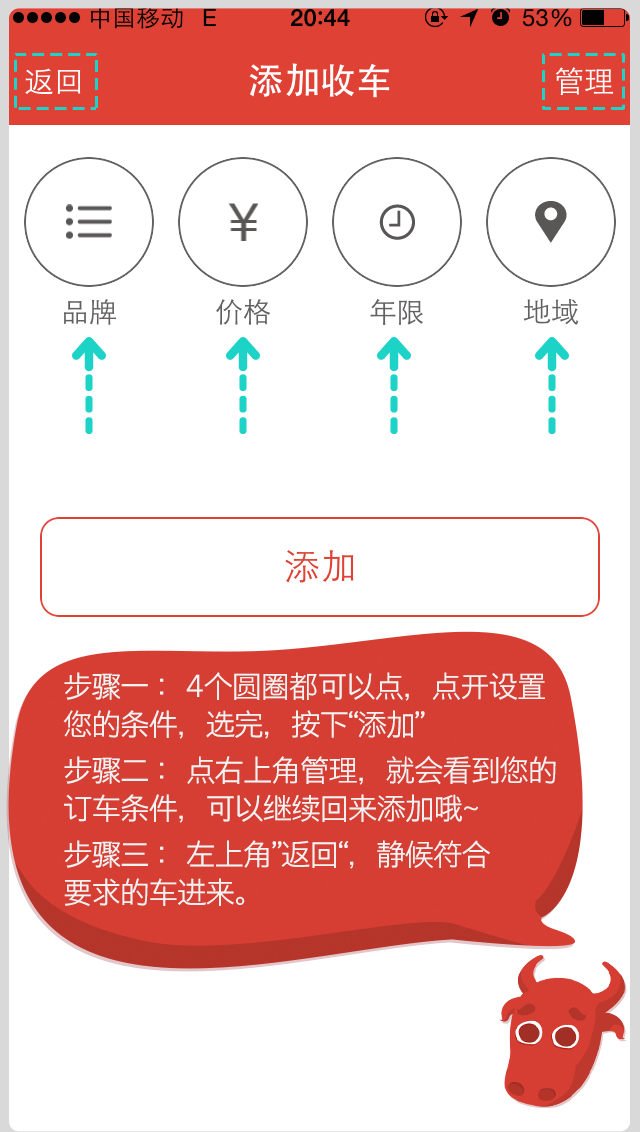 中国移动 E 20:44 53%
返回 添加收车 管理
¥
品牌 价格 年限 地域
添加
步骤一： 4个圆圈都可以点，点开设置
您的条件，选完，按下“添加”
步骤二： 点右上角管理，就会看到您的
订车条件，可以继续回来添加哦~
步骤三： 左上角”返回“，静候符合
要求的车进来。